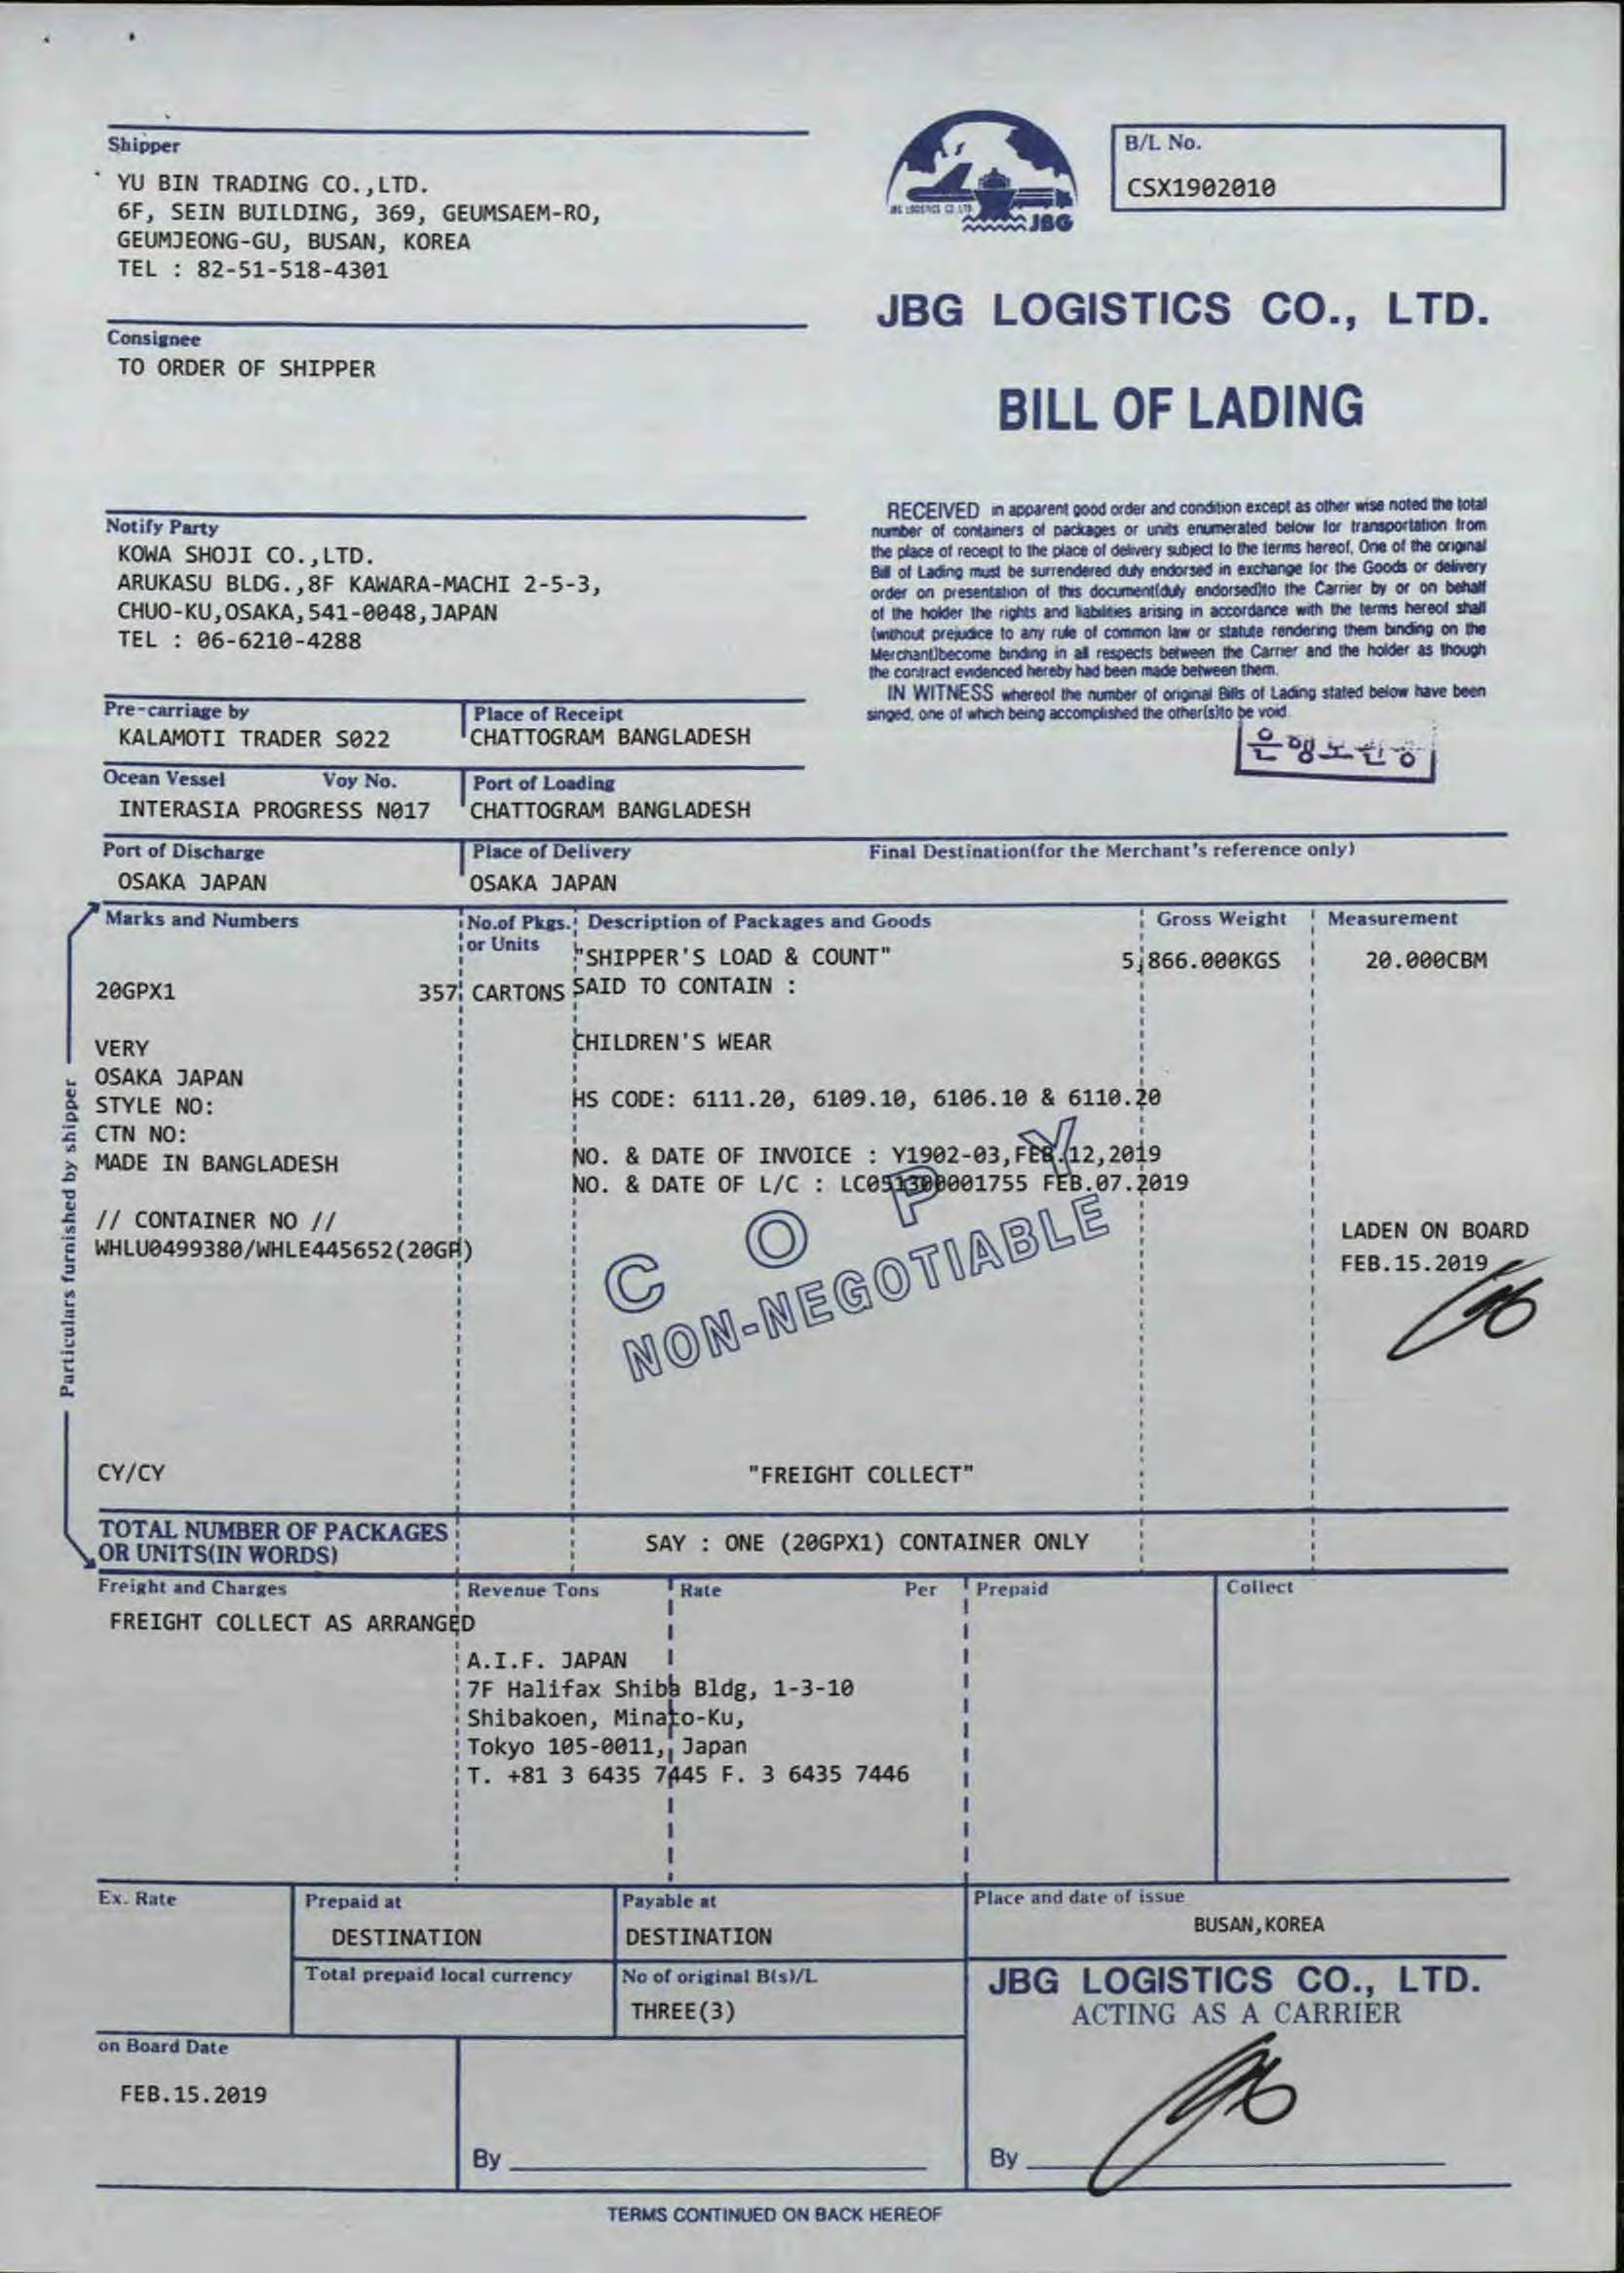 Shipper
YU BIN TRADING CO.,LTD.
6F, SEIN BUILDING, 369, GEUMSAEM-RO,
GEUMJEONG-GU, BUSAN, KOREA
TEL : 82-51-518-4301
JBG LOGISTICS CO LTD
JBG
B/L No.
CSX1902010
JBG LOGISTICS CO., LTD.
BILL OF LADING
Consignee
TO ORDER OF SHIPPER
Notify Party
KOWA SHOJI CO.,LTD.
ARUKASU BLDG.,8F KAWARA-MACHI 2-5-3,
CHUO-KU,OSAKA,541-0048,JAPAN
TEL : 06-6210-4288
RECEIVED in apparent good order and condition except as other wise noted the total
number of containers of packages or units enumerated below for transportation from
the place of receipt to the place of delivery subject to the terms hereof, One of the original
Bill of Lading must be surrendered duly endorsed in exchange for the Goods or delivery
order on presentation of this document(duly endorsed)to the Carrier by or on behalf
of the holder the rights and liabilities arising in accordance with the terms hereof shall
(without prejudice to any rule of common law or statute rendering them binding on the
Merchant)become binding in all respects between the Carrier and the holder as though
the contract evidenced hereby had been made between them.
IN WITNESS whereof the number of original Bills of Lading stated below have been
singed, one of which being accomplished the other(s)to be void.
은행보관용
Pre-carriage by
KALAMOTI TRADER S022
Place of Receipt
CHATTOGRAM BANGLADESH
Ocean Vessel Voy No.
INTERASIA PROGRESS N017
Port of Loading
CHATTOGRAM BANGLADESH
Port of Discharge
OSAKA JAPAN
Place of Delivery
OSAKA JAPAN
Final Destination(for the Merchant's reference only)
Particulars furnished by shipper
Marks and Numbers No.of Pkgs. Description of Packages and Goods Gross Weight Measurement
or Units
"SHIPPER'S LOAD & COUNT" 5,866.000KGS 20.000CBM
20GPX1 357 CARTONS SAID TO CONTAIN :
CHILDREN'S WEAR
VERY
OSAKA JAPAN
STYLE NO:
CTN NO:
MADE IN BANGLADESH
HS CODE: 6111.20, 6109.10, 6106.10 & 6110.20
NO. & DATE OF INVOICE : Y1902-03,FEB.12,2019
NO. & DATE OF L/C : LC051300001755 FEB.07.2019
// CONTAINER NO //
WHLU0499380/WHLE445652(20GP)
COPY
NON-NEGOTIABLE
LADEN ON BOARD
FEB.15.2019
CY/CY "FREIGHT COLLECT"
TOTAL NUMBER OF PACKAGES
OR UNITS(IN WORDS)
SAY : ONE (20GPX1) CONTAINER ONLY
Freight and Charges Revenue Tons Rate Per Prepaid Collect
FREIGHT COLLECT AS ARRANGED
A.I.F. JAPAN
7F Halifax Shiba Bldg, 1-3-10
Shibakoen, Minato-Ku,
Tokyo 105-0011, Japan
T. +81 3 6435 7445 F. 3 6435 7446
Ex. Rate
Prepaid at
DESTINATION
Payable at
DESTINATION
Place and date of issue
BUSAN,KOREA
Total prepaid local currency
No of original B(s)/L
THREE(3)
JBG LOGISTICS CO., LTD.
ACTING AS A CARRIER
on Board Date
FEB.15.2019
By
By
TERMS CONTINUED ON BACK HEREOF